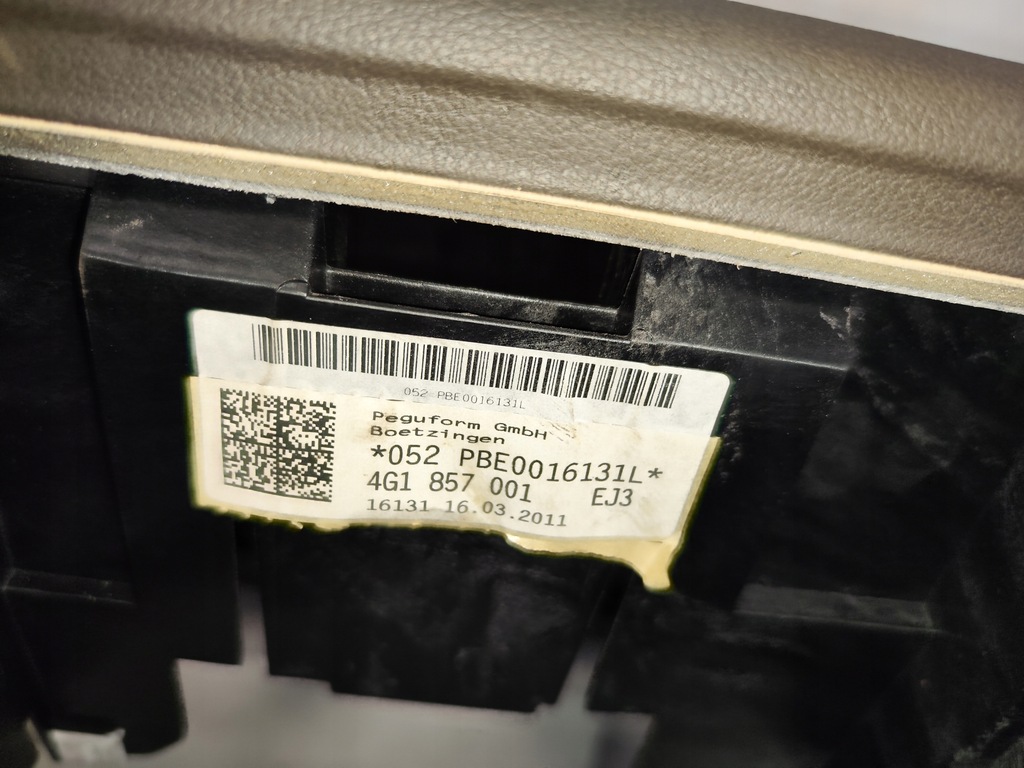 052 PBE0016131L
Peguform GmbH
Boetzingen
*052 PBE0016131L*
4G1 857 001 EJ3
16131 16.03.2011